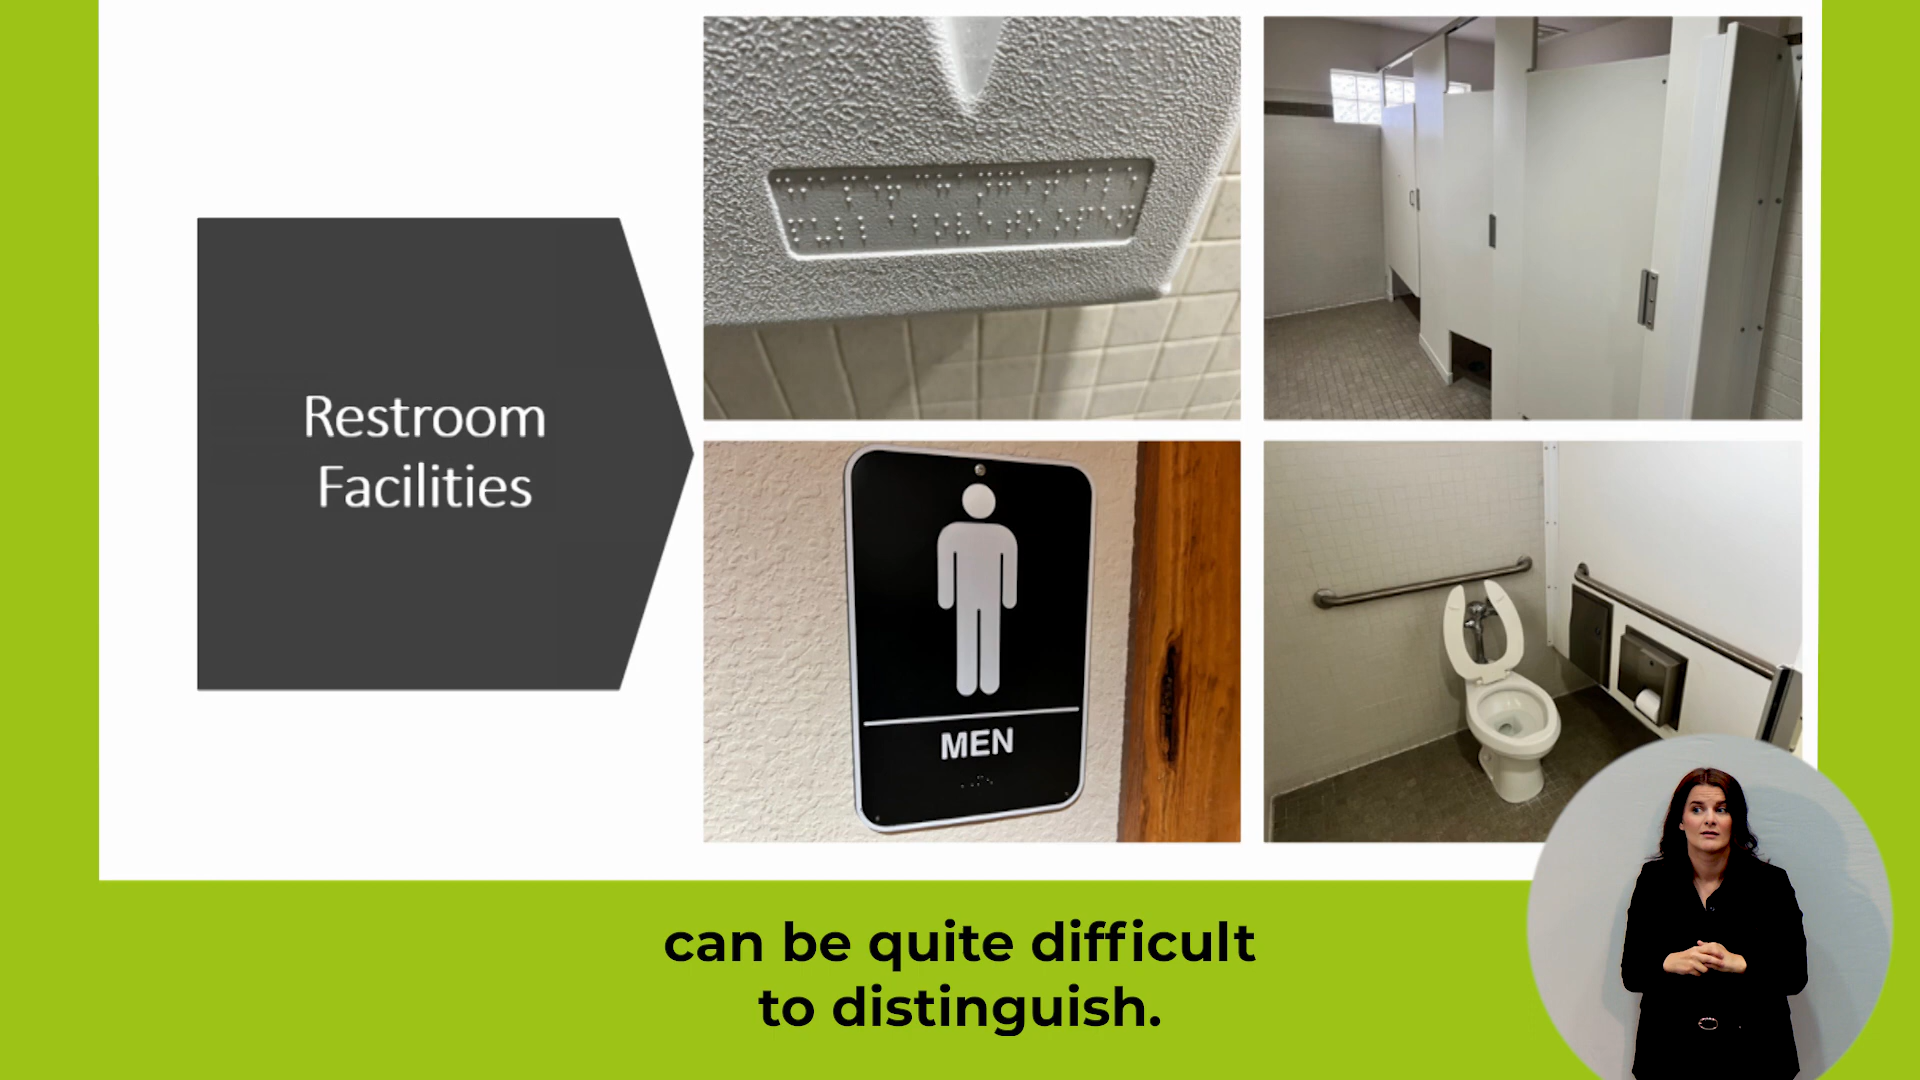 Restroom
Facilities
MEN
can be quite difficult
to distinguish.